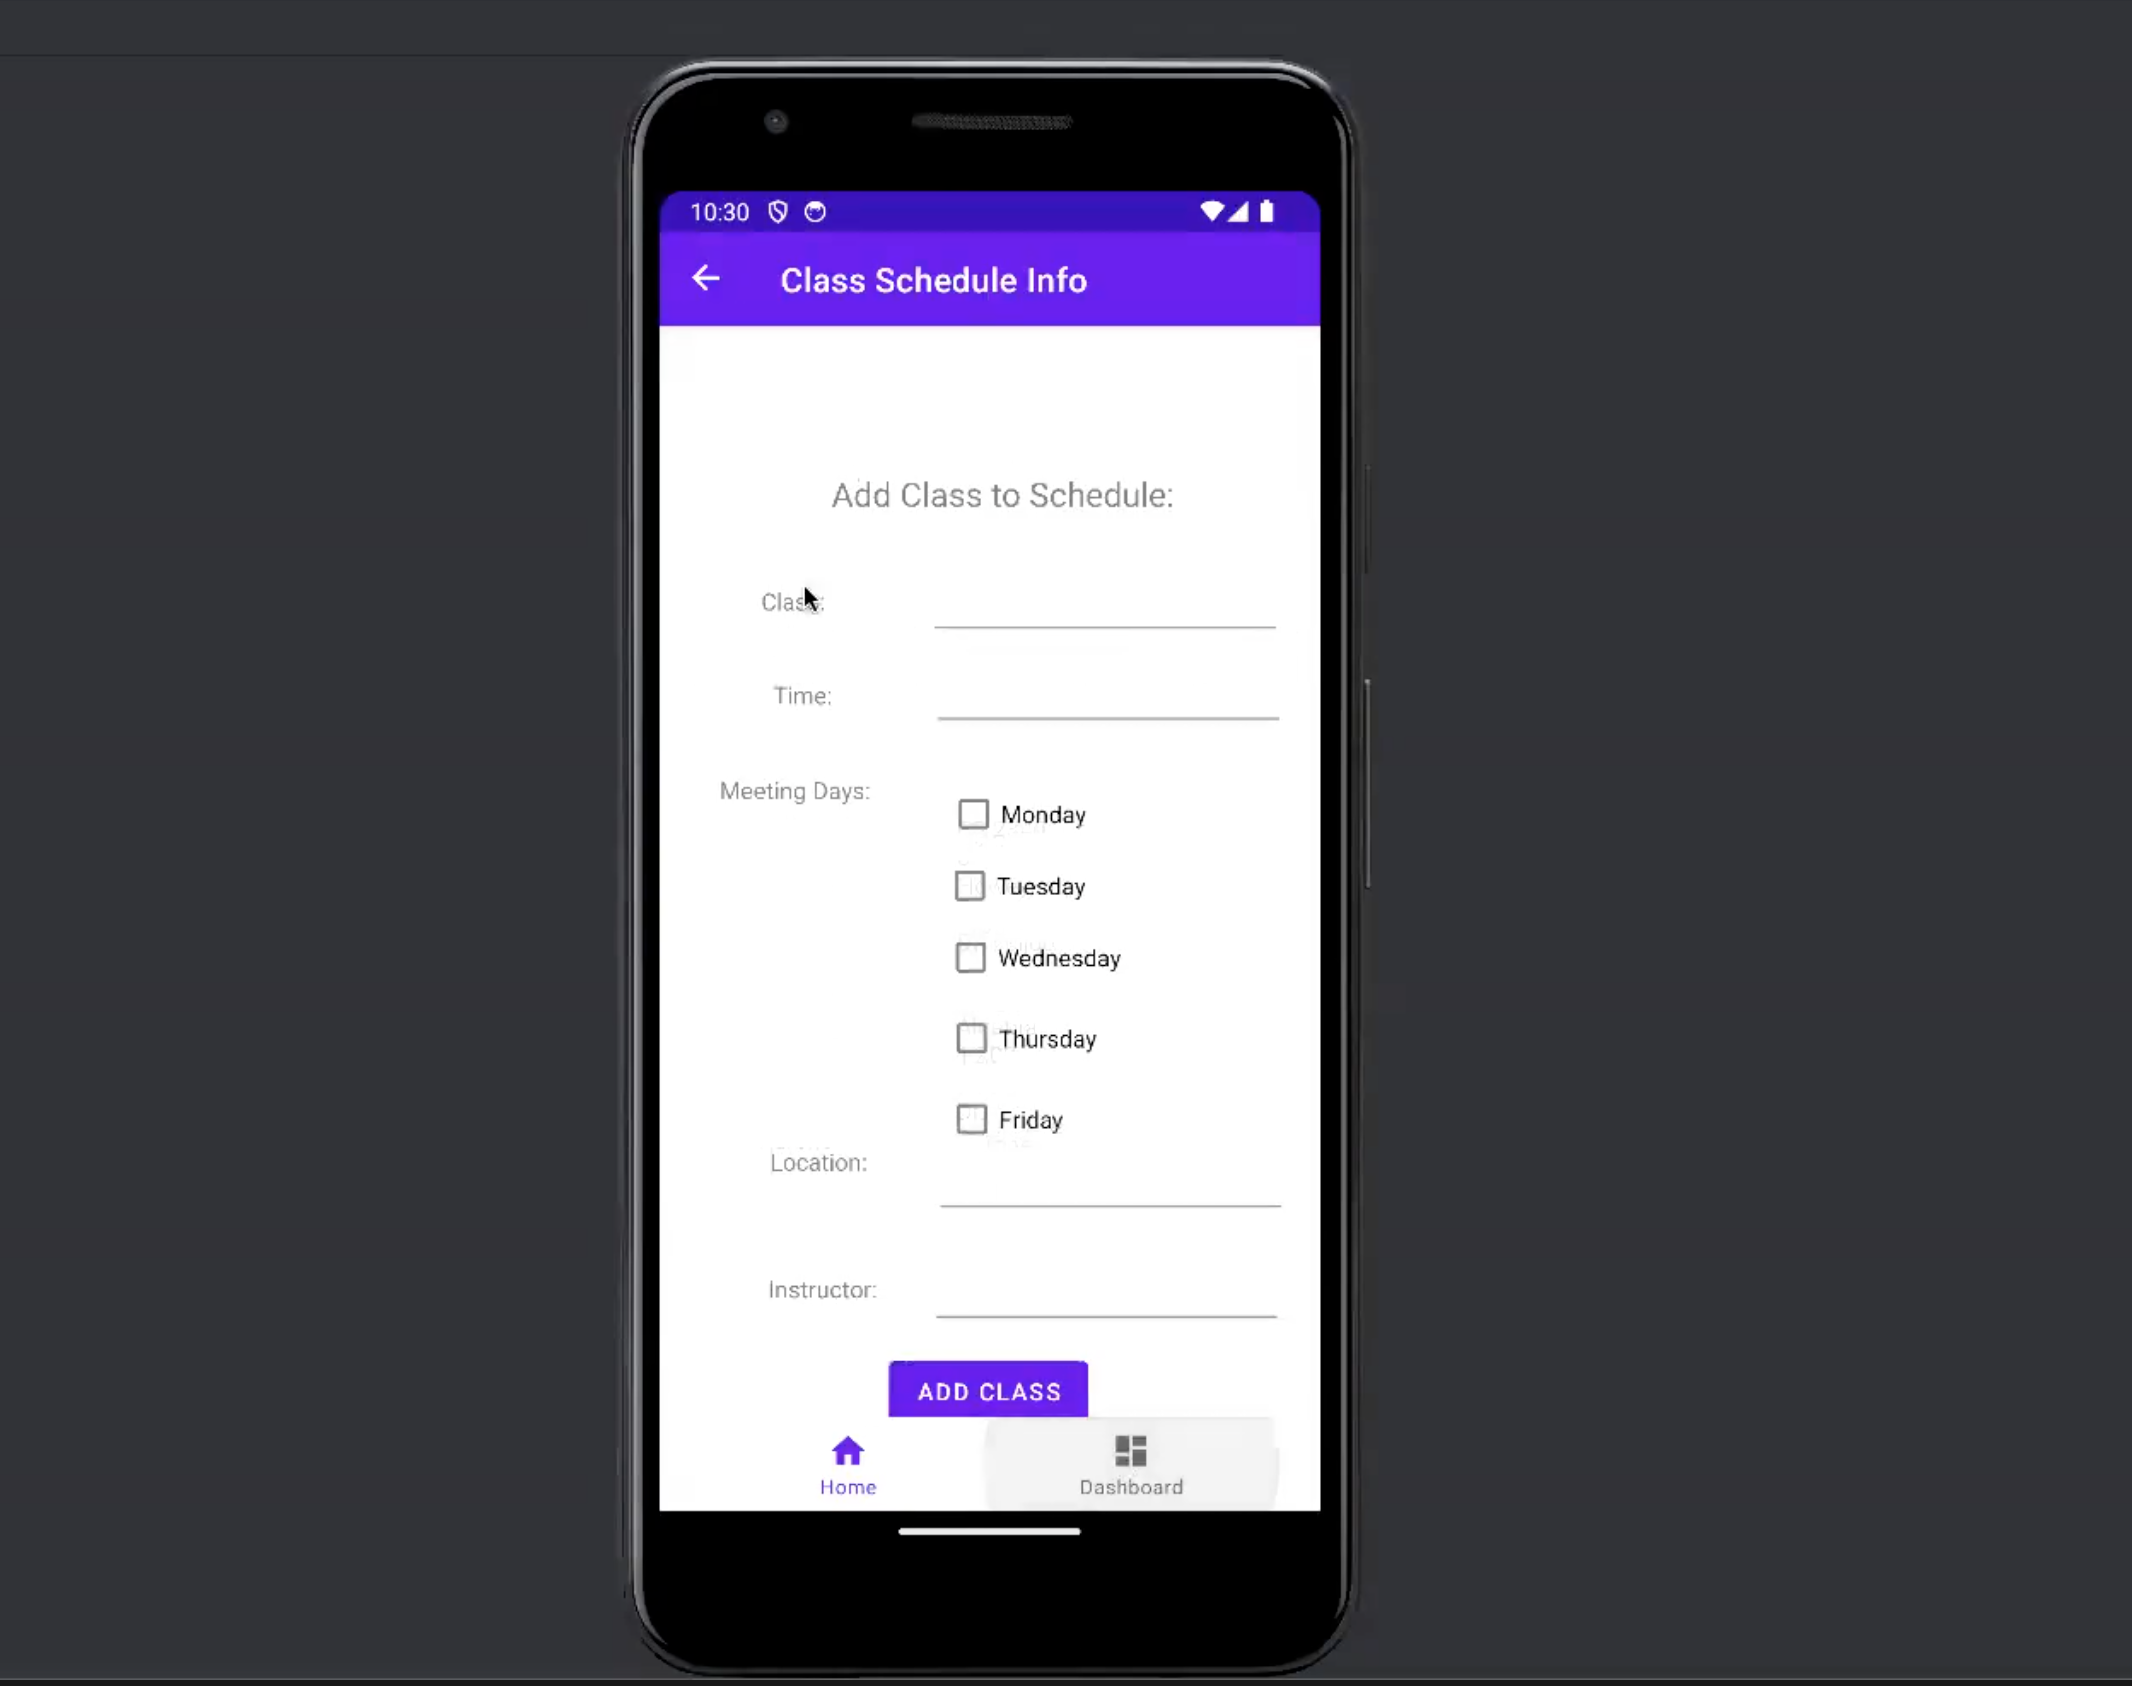 10:30
Class Schedule Info
Add Class to Schedule:
Class:
Time:
Meeting Days:
Monday
Tuesday
Wednesday
Thursday
Friday
Location:
Instructor:
ADD CLASS
Home
Dashboard